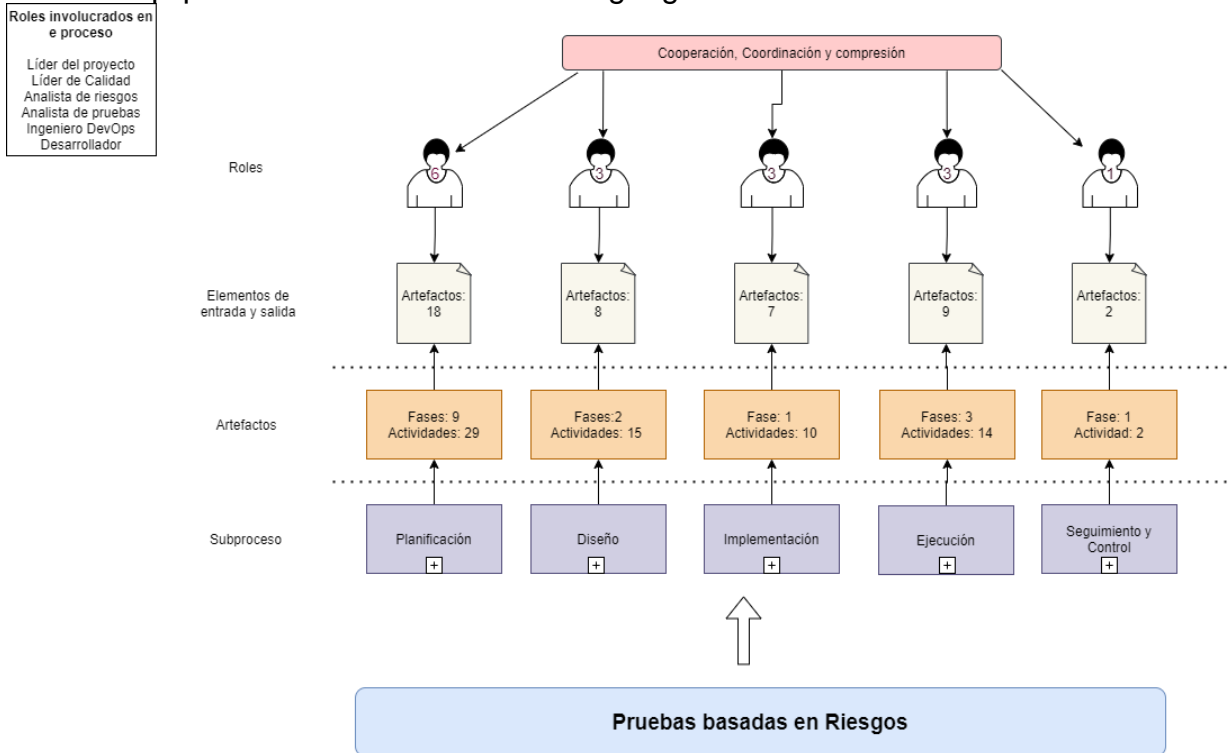 Roles involucrados en
e proceso
Líder del proyecto
Líder de Calidad
Analista de riesgos
Analista de pruebas
Ingeniero DevOps
Desarrollador
Cooperación, Coordinación y compresión
Roles
6
3
3
3
1
Elementos de
entrada y salida
Artefactos:
18
Artefactos:
8
Artefactos:
7
Artefactos:
9
Artefactos:
2
Artefactos
Fases: 9
Actividades: 29
Fases:2
Actividades: 15
Fase: 1
Actividades: 10
Fases: 3
Actividades: 14
Fase: 1
Actividad: 2
Subproceso
Planificación
+
Diseño
+
Implementación
+
Ejecución
+
Seguimiento y
Control
+
Pruebas basadas en Riesgos